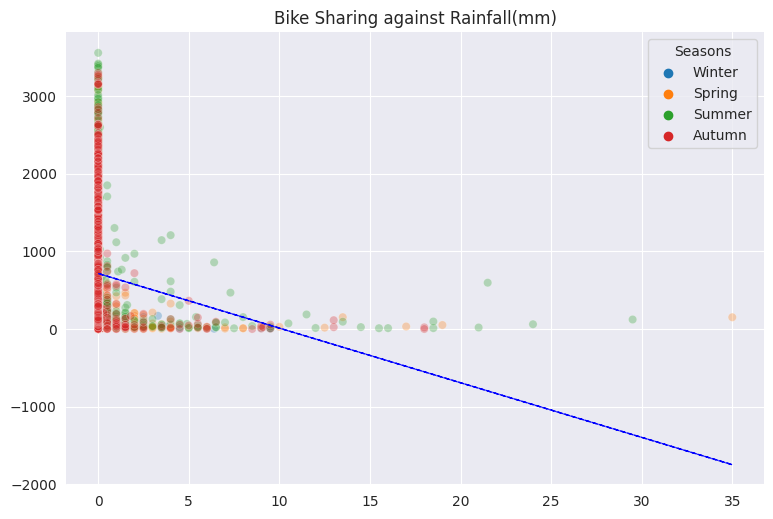 Bike Sharing against Rainfall(mm)
Seasons
Winter
Spring
Summer
Autumn
3000
2000
1000
0
−1000
−2000
0 5 10 15 20 25 30 35